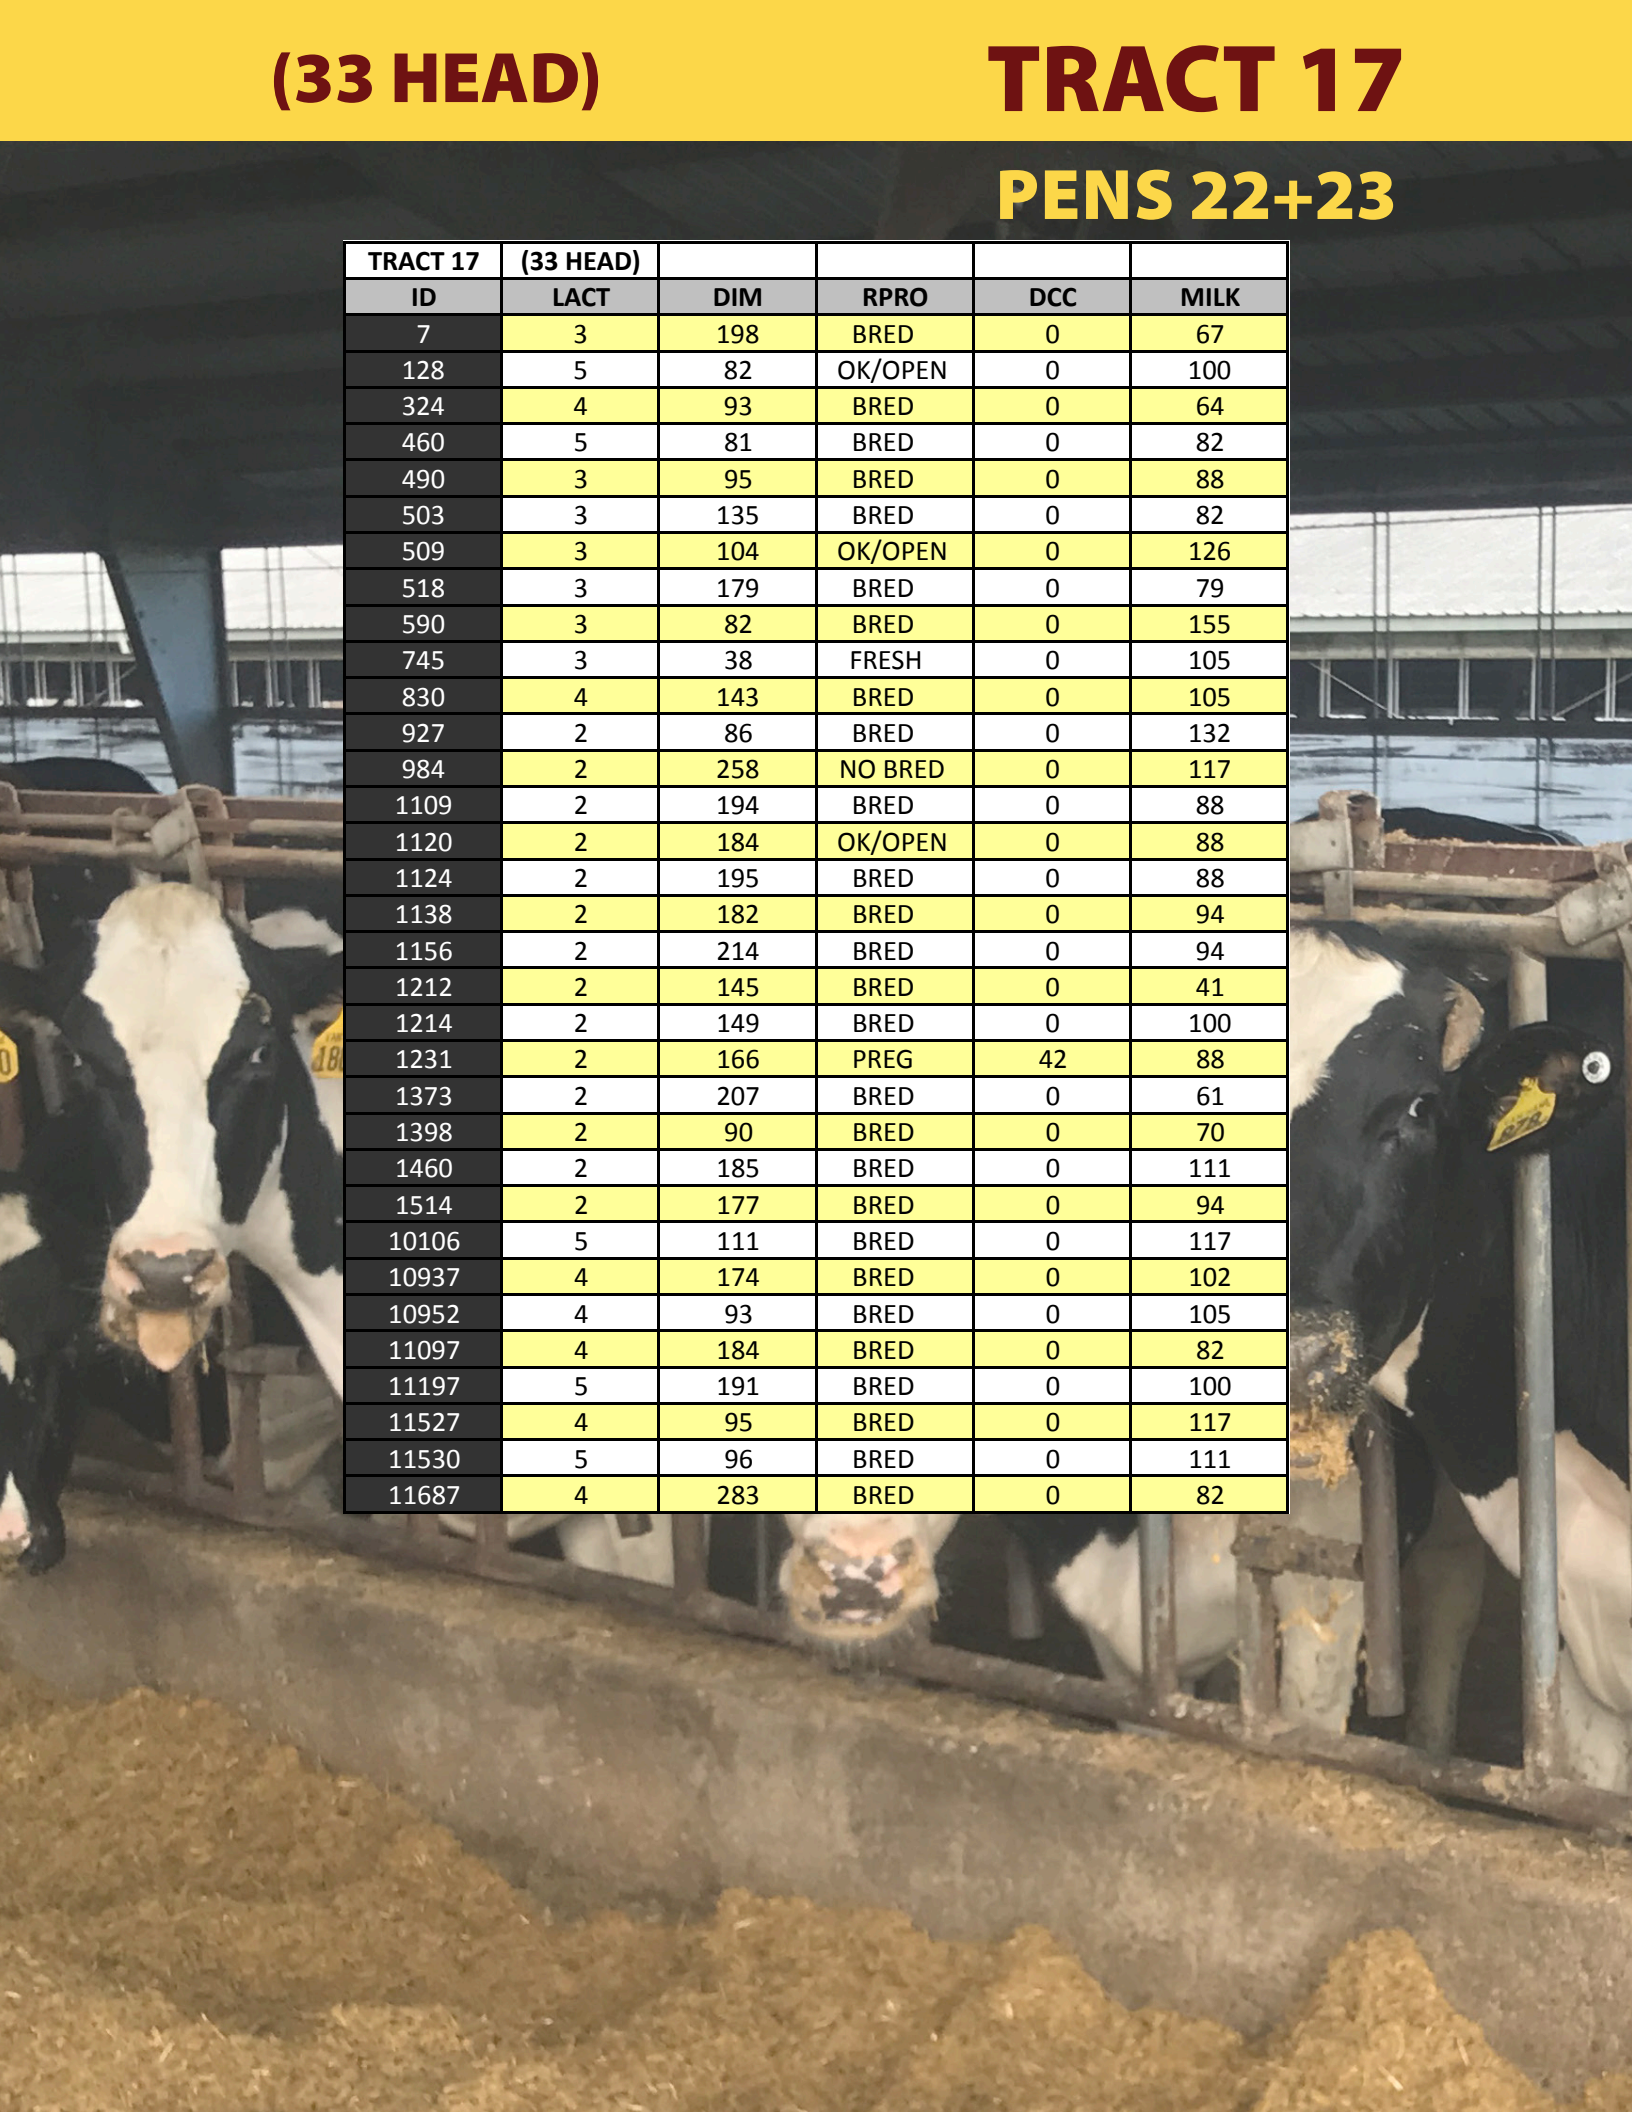 (33 HEAD) TRACT 17
PENS 22+23
TRACT 17 (33 HEAD)
ID LACT DIM RPRO DCC MILK
7 3 198 BRED 0 67
128 5 82 OK/OPEN 0 100
324 4 93 BRED 0 64
460 5 81 BRED 0 82
490 3 95 BRED 0 88
503 3 135 BRED 0 82
509 3 104 OK/OPEN 0 126
518 3 179 BRED 0 79
590 3 82 BRED 0 155
745 3 38 FRESH 0 105
830 4 143 BRED 0 105
927 2 86 BRED 0 132
984 2 258 NO BRED 0 117
1109 2 194 BRED 0 88
1120 2 184 OK/OPEN 0 88
1124 2 195 BRED 0 88
1138 2 182 BRED 0 94
1156 2 214 BRED 0 94
1212 2 145 BRED 0 41
1214 2 149 BRED 0 100
1231 2 166 PREG 42 88
1373 2 207 BRED 0 61
1398 2 90 BRED 0 70
1460 2 185 BRED 0 111
1514 2 177 BRED 0 94
10106 5 111 BRED 0 117
10937 4 174 BRED 0 102
10952 4 93 BRED 0 105
11097 4 184 BRED 0 82
11197 5 191 BRED 0 100
11527 4 95 BRED 0 117
11530 5 96 BRED 0 111
11687 4 283 BRED 0 82